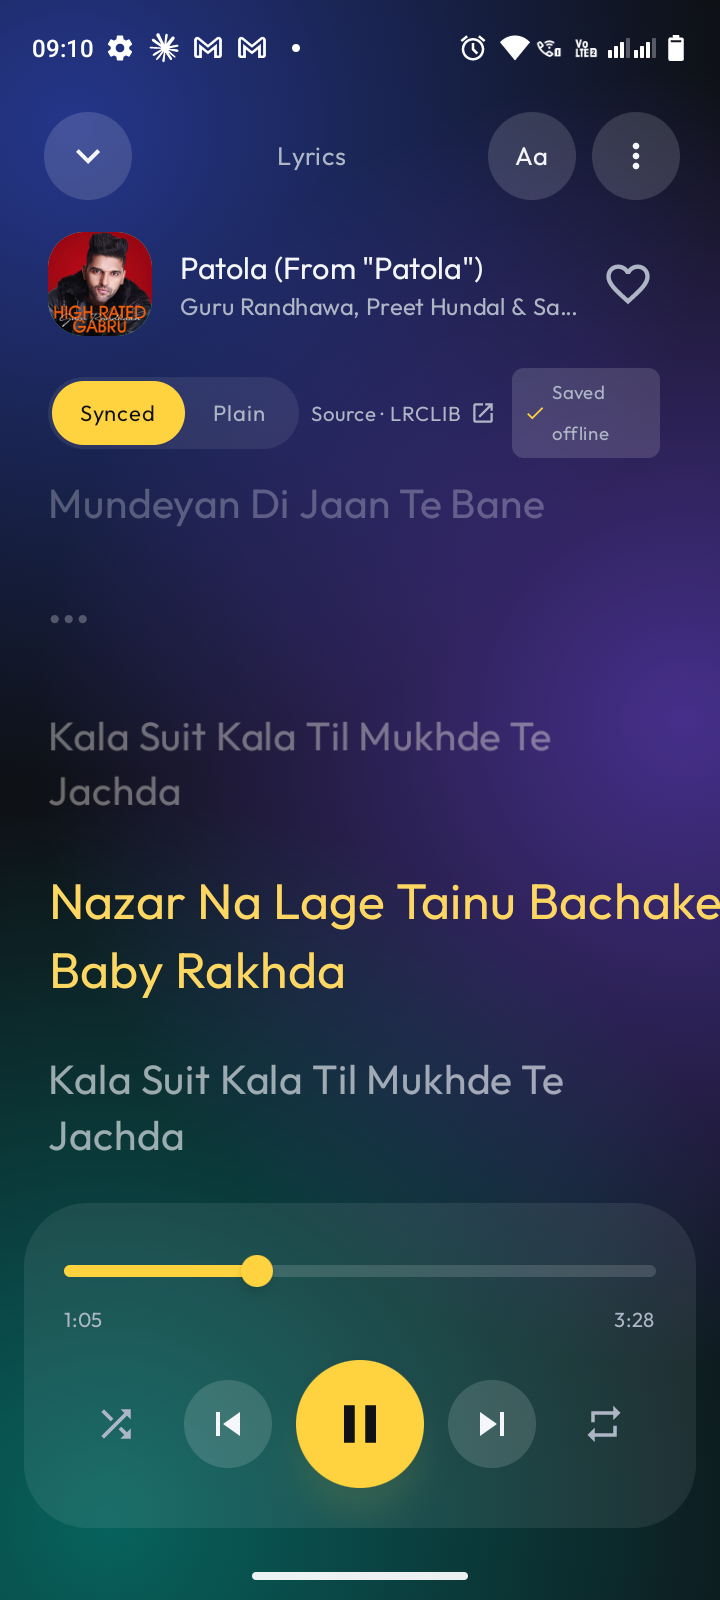 09:10
Vo
LTE2
Lyrics
Aa
Patola (From "Patola")
Guru Randhawa, Preet Hundal & Sa...
HIGH RATED
GABRU
Synced
Plain
Source · LRCLIB
Saved
offline
Mundeyan Di Jaan Te Bane
...
Kala Suit Kala Til Mukhde Te
Jachda
Nazar Na Lage Tainu Bachake
Baby Rakhda
Kala Suit Kala Til Mukhde Te
Jachda
1:05
3:28